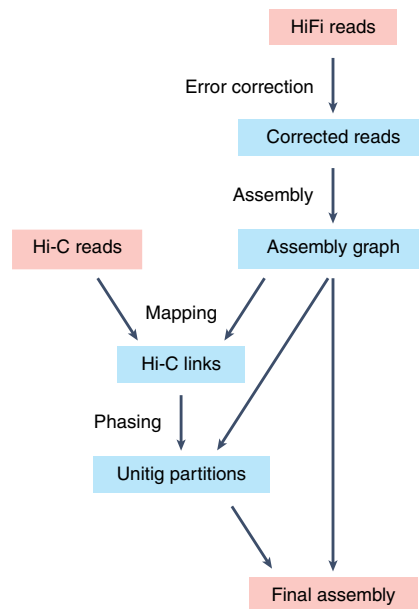 HiFi reads
Error correction
Corrected reads
Assembly
Hi-C reads
Assembly graph
Mapping
Hi-C links
Phasing
Unitig partitions
Final assembly